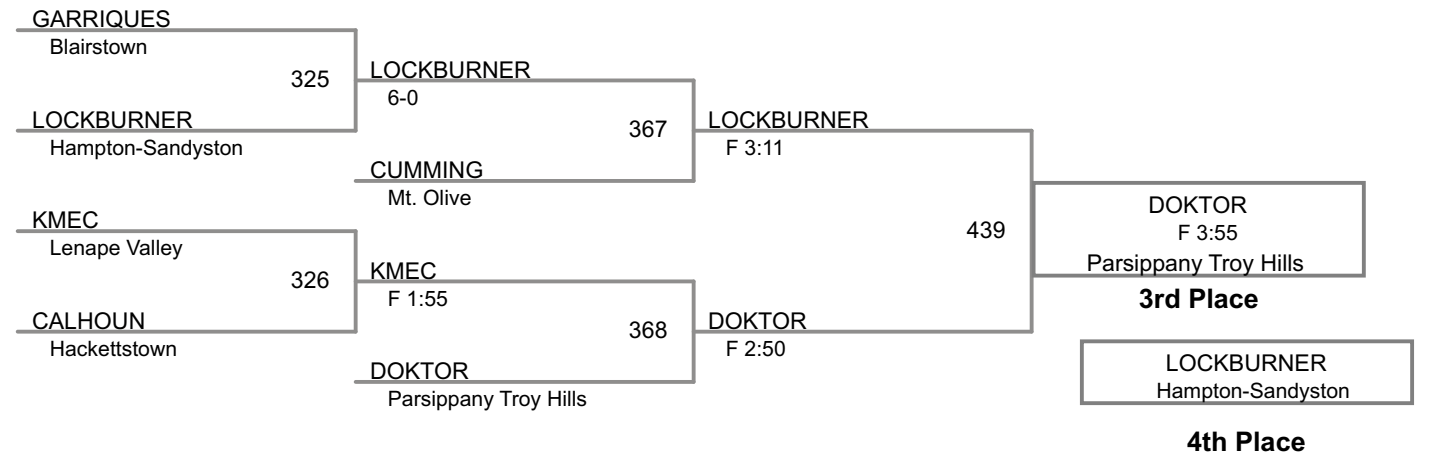 GARRIQUES
Blairstown
325
LOCKBURNER
6-0
LOCKBURNER
Hampton-Sandyston
367
LOCKBURNER
F 3:11
CUMMING
Mt. Olive
KMEC
Lenape Valley
326
KMEC
F 1:55
CALHOUN
Hackettstown
368
DOKTOR
F 2:50
DOKTOR
Parsippany Troy Hills
439
DOKTOR
F 3:55
Parsippany Troy Hills
3rd Place
LOCKBURNER
Hampton-Sandyston
4th Place